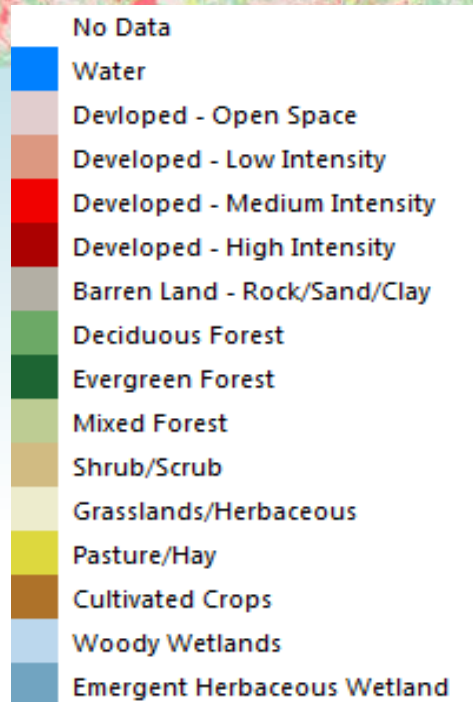 No Data
Water
Devloped - Open Space
Developed - Low Intensity
Developed - Medium Intensity
Developed - High Intensity
Barren Land - Rock/Sand/Clay
Deciduous Forest
Evergreen Forest
Mixed Forest
Shrub/Scrub
Grasslands/Herbaceous
Pasture/Hay
Cultivated Crops
Woody Wetlands
Emergent Herbaceous Wetland